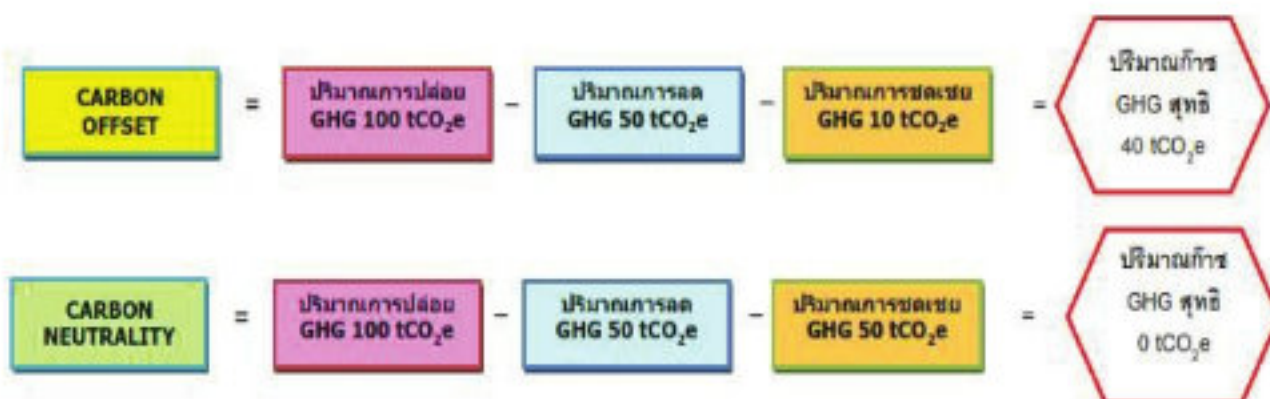 CARBON
OFFSET
=
ปริมาณการปล่อย
GHG 100 tCO₂e
–
ปริมาณการลด
GHG 50 tCO₂e
–
ปริมาณการชดเชย
GHG 10 tCO₂e
=
ปริมาณก๊าซ
GHG สุทธิ
40 tCO₂e
CARBON
NEUTRALITY
=
ปริมาณการปล่อย
GHG 100 tCO₂e
–
ปริมาณการลด
GHG 50 tCO₂e
–
ปริมาณการชดเชย
GHG 50 tCO₂e
=
ปริมาณก๊าซ
GHG สุทธิ
0 tCO₂e